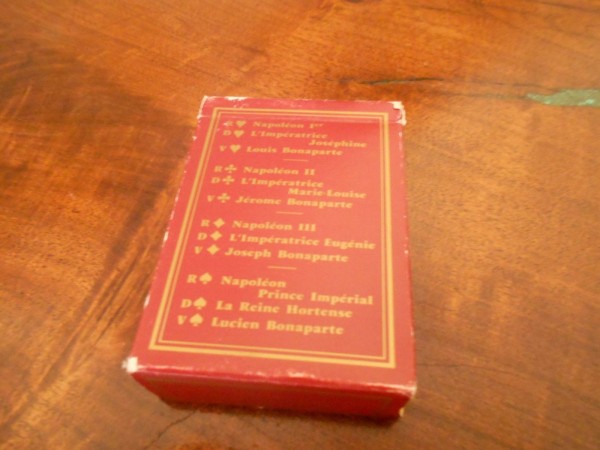 R ♥ Napoléon Ier
D ♥ L'Impératrice
Joséphine
V ♥ Louis Bonaparte
R ♣ Napoléon II
D ♣ L'Impératrice
Marie-Louise
V ♣ Jérome Bonaparte
R ♦ Napoléon III
D ♦ L'Impératrice Eugénie
V ♦ Joseph Bonaparte
R ♠ Napoléon
Prince Impérial
D ♠ La Reine Hortense
V ♠ Lucien Bonaparte